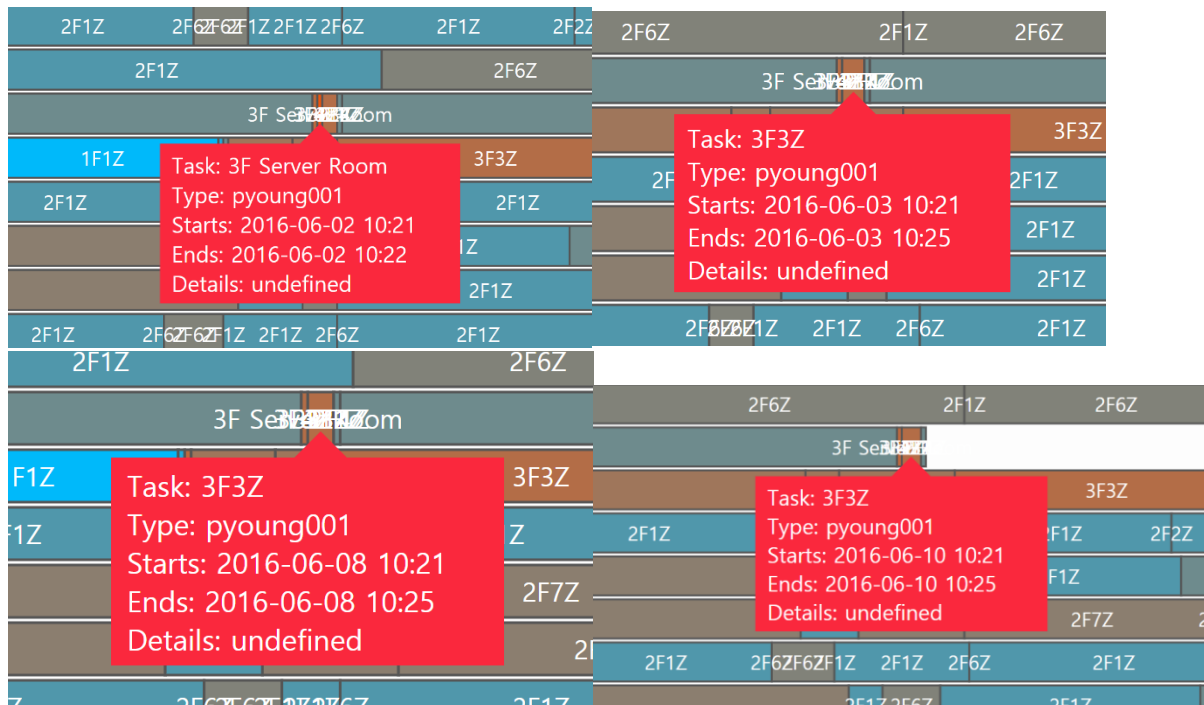 2F1Z 2F1Z 2F1Z 2F6Z 2F1Z
2F1Z 2F6Z
3F Server Room
1F1Z 3F3Z
2F1Z 2F1Z
2F1Z
2F1Z 2F1Z 2F1Z 2F6Z 2F1Z
Task: 3F Server Room
Type: pyoung001
Starts: 2016-06-02 10:21
Ends: 2016-06-02 10:22
Details: undefined
2F6Z 2F1Z 2F6Z
3F3Z
2F1Z
2F1Z
2F1Z
2F1Z 2F6Z 2F1Z
Task: 3F3Z
Type: pyoung001
Starts: 2016-06-03 10:21
Ends: 2016-06-03 10:25
Details: undefined
2F1Z 2F6Z
3F3Z
2F7Z
Task: 3F3Z
Type: pyoung001
Starts: 2016-06-08 10:21
Ends: 2016-06-08 10:25
Details: undefined
2F6Z 2F1Z 2F6Z
3F3Z
2F1Z 2F2Z
2F7Z
2F1Z 2F1Z 2F6Z 2F1Z
Task: 3F3Z
Type: pyoung001
Starts: 2016-06-10 10:21
Ends: 2016-06-10 10:25
Details: undefined